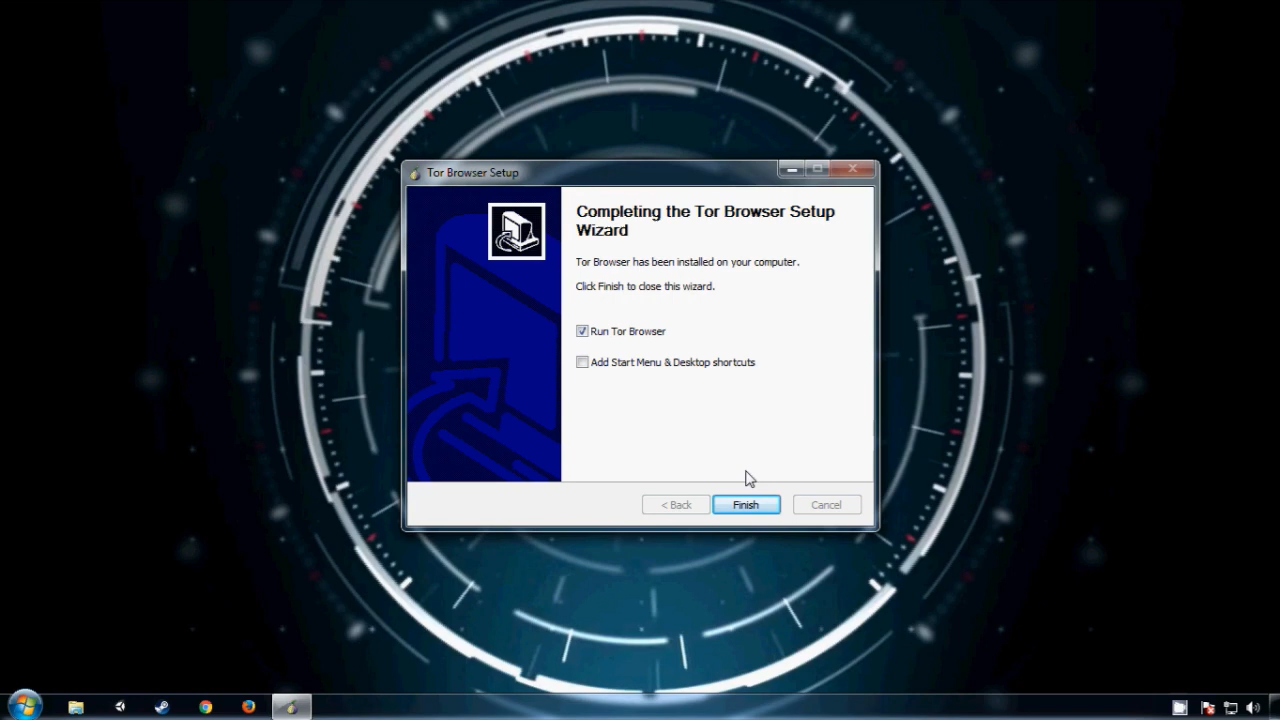 Tor Browser Setup
Completing the Tor Browser Setup
Wizard
Tor Browser has been installed on your computer.
Click Finish to close this wizard.
Run Tor Browser
Add Start Menu & Desktop shortcuts
< Back
Finish
Cancel